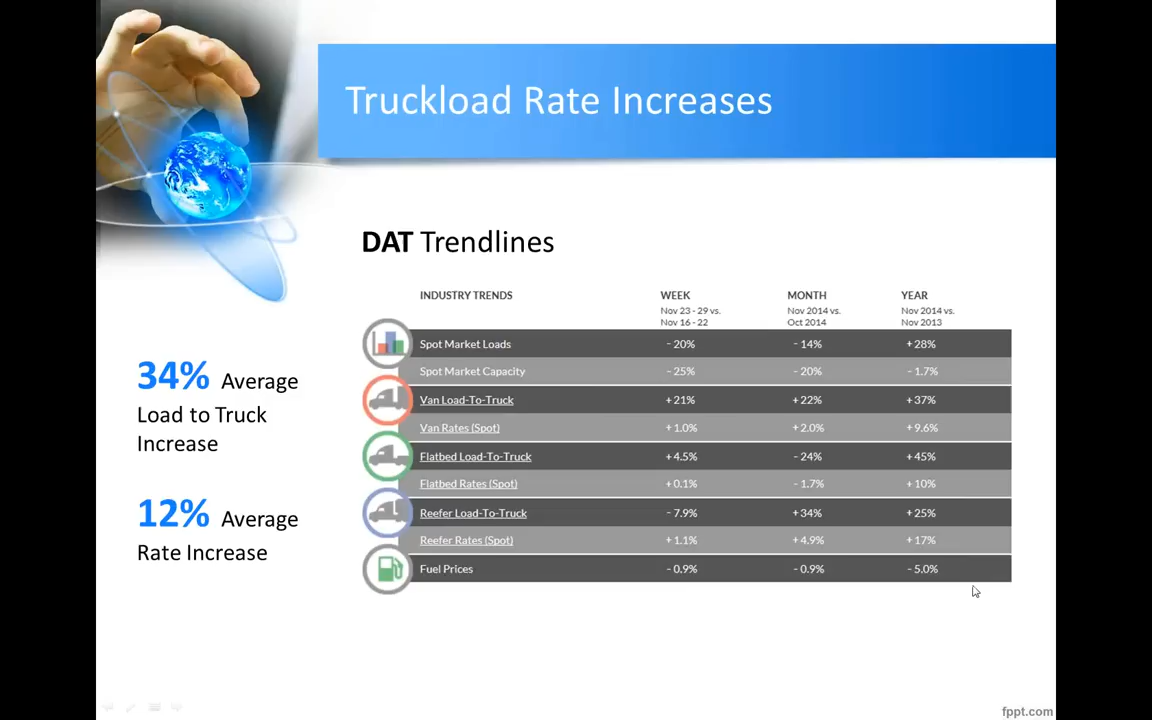 Truckload Rate Increases
DAT Trendlines
INDUSTRY TRENDS WEEK MONTH YEAR
Nov 23 - 29 vs. Nov 2014 vs. Nov 2014 vs.
Nov 16 - 22 Oct 2014 Nov 2013
Spot Market Loads - 20% - 14% +28%
Spot Market Capacity - 25% - 20% - 1.7%
Van Load-To-Truck +21% +22% +37%
Van Rates (Spot) +1.0% +2.0% +9.6%
Flatbed Load-To-Truck +4.5% - 24% +45%
Flatbed Rates (Spot) +0.1% - 1.7% +10%
Reefer Load-To-Truck - 7.9% +34% +25%
Reefer Rates (Spot) +1.1% +4.9% +17%
Fuel Prices - 0.9% - 0.9% - 5.0%
34% Average
Load to Truck
Increase
12% Average
Rate Increase
fppt.com